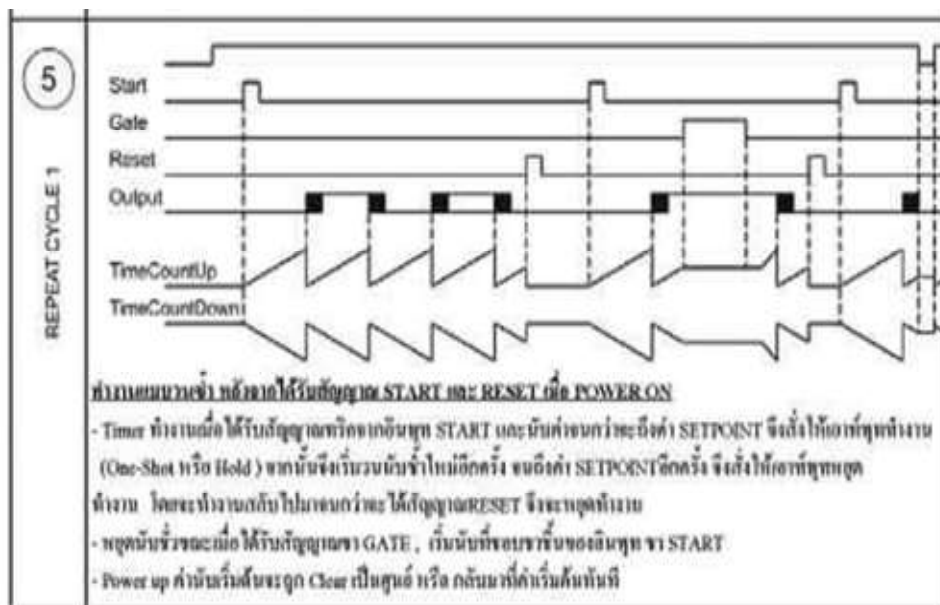 5
REPEAT CYCLE 1
Start
Gate
Reset
Output
TimeCountUp
TimeCountDown
ทำงานแบบวนซ้ำ หลังจากได้รับสัญญาณ START และ RESET เมื่อ POWER ON
- Timer ทำงานเมื่อได้รับสัญญาณทริคจากอินพุท START และนับค่าจนกว่าจะถึงค่า SETPOINT จึงสั่งให้เอาท์พุททำงาน
(One-Shot หรือ Hold ) จากนั้นจึงเริ่มวนนับซ้ำใหม่อีกครั้ง จนถึงค่า SETPOINTอีกครั้ง จึงสั่งให้เอาท์พุทหยุด
ทำงาน โดยจะทำงานสลับไปมาจนกว่าจะได้สัญญาณRESET จึงจะหยุดทำงาน
- หยุดนับชั่วขณะเมื่อได้รับสัญญาณขา GATE , เริ่มนับที่ขอบขาขึ้นของอินพุท ขา START
- Power up ค่านับเริ่มต้นจะถูก Clear เป็นศูนย์ หรือ กลับมาที่ค่าเริ่มต้นทันที